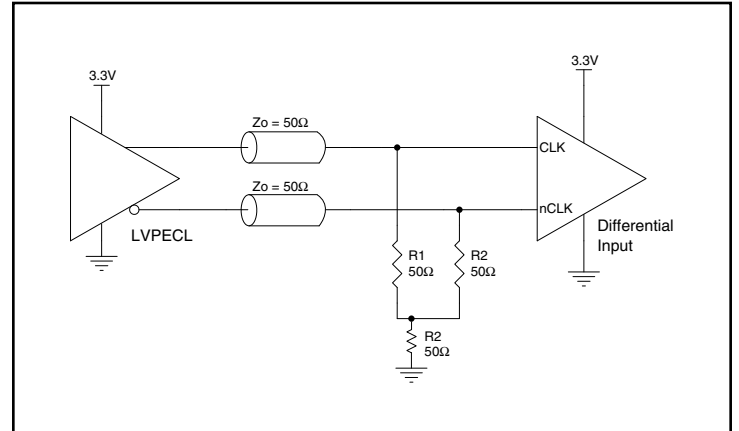 3.3V
3.3V
Zo = 50Ω
CLK
Zo = 50Ω
nCLK
LVPECL
Differential
Input
R1
50Ω
R2
50Ω
R2
50Ω